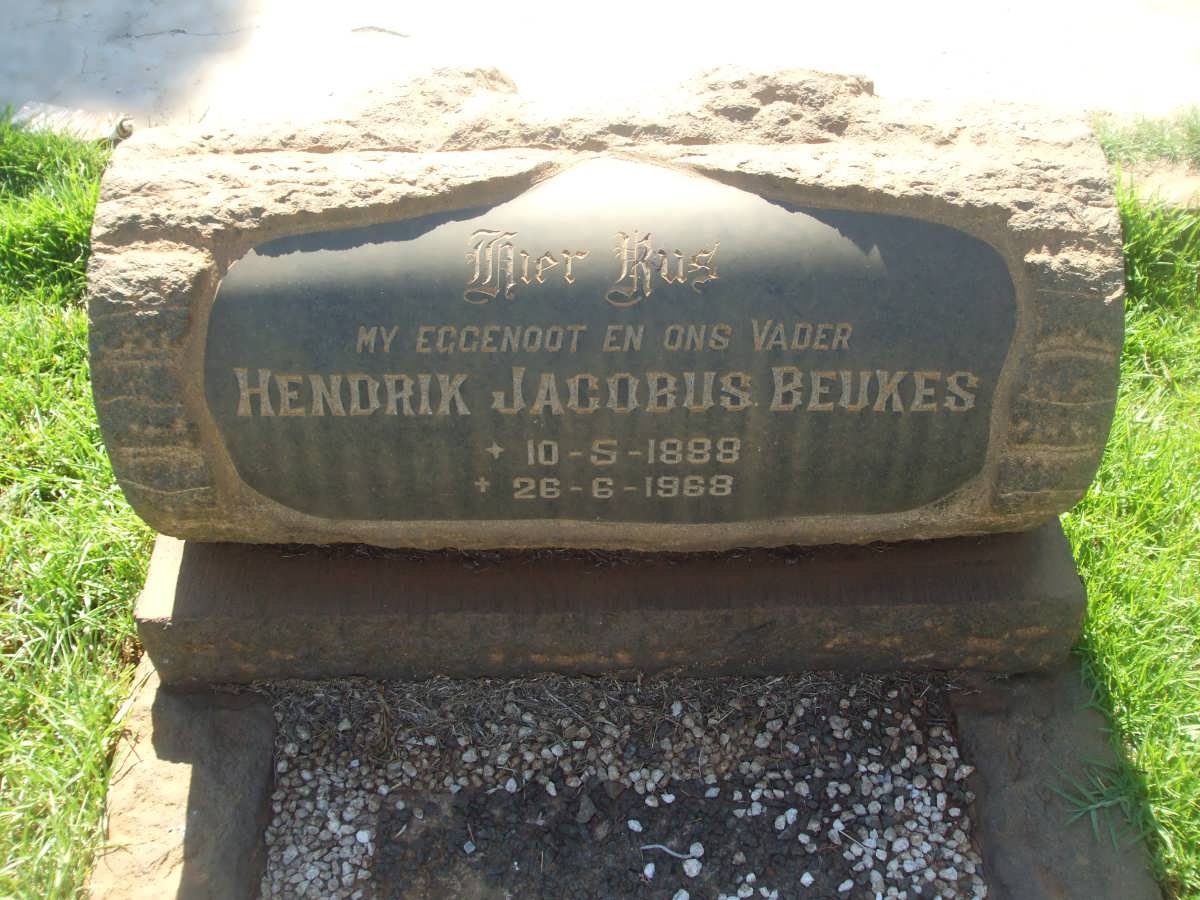 Hier Rus
MY EGGENOOT EN ONS VADER
HENDRIK JACOBUS BEUKES
+ 10-5-1888
† 26-6-1968